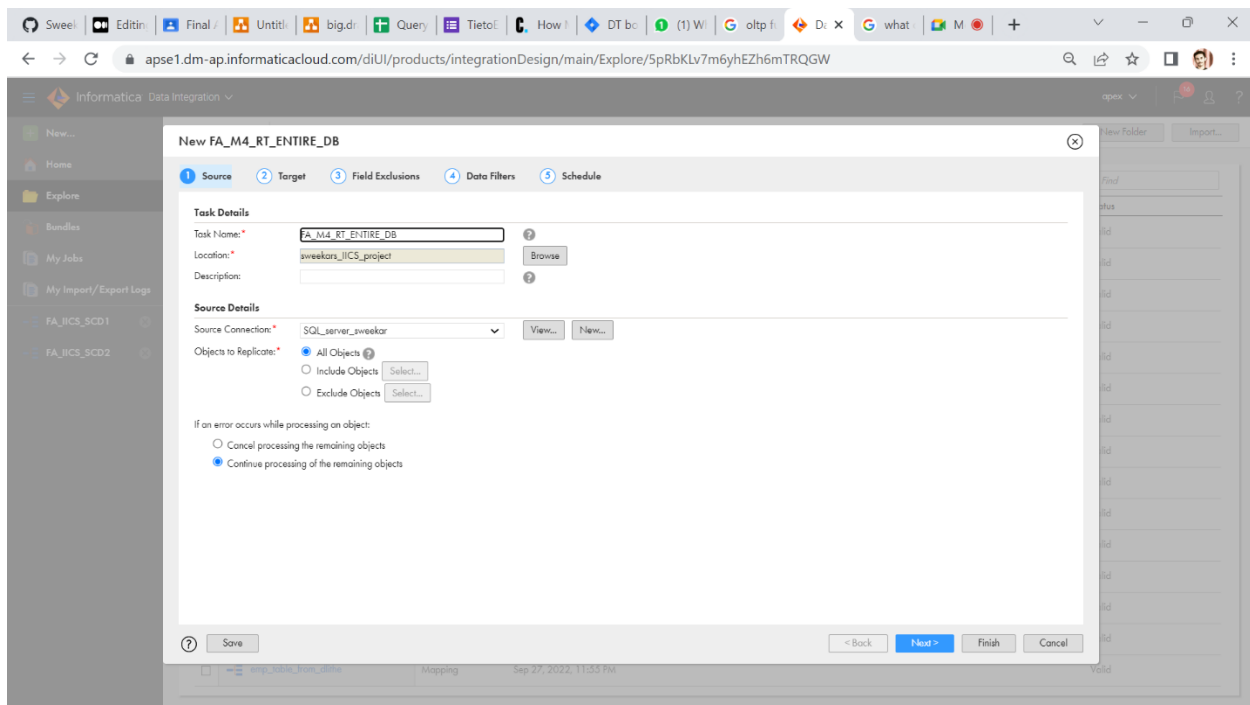 Sweek Editin Final A Untitle big.dr Query TietoE How DT bo (1) W oltp f Da what M
apse1.dm-ap.informaticacloud.com/diUI/products/integrationDesign/main/Explore/5pRbKLv7m6yhEZh6mTRQGW
Informatica Data Integration apex
New... New Folder Import...
New FA_M4_RT_ENTIRE_DB
Home
1 Source 2 Target 3 Field Exclusions 4 Data Filters 5 Schedule
Find
Explore
Task Details
Bundles
Task Name:* FA_M4_RT_ENTIRE_DB
My Jobs
Location:* sweekars_IICS_project Browse
Description:
My Import/Export Logs
Source Details
FA_IICS_SCD1
Source Connection:* SQL_server_sweekar View... New...
FA_IICS_SCD2
Objects to Replicate:* All Objects
Include Objects Select...
Exclude Objects Select...
If an error occurs while processing an object:
Cancel processing the remaining objects
Continue processing of the remaining objects
? Save < Back Next > Finish Cancel
Mapping Sep 27, 2022, 11:55 PM Valid